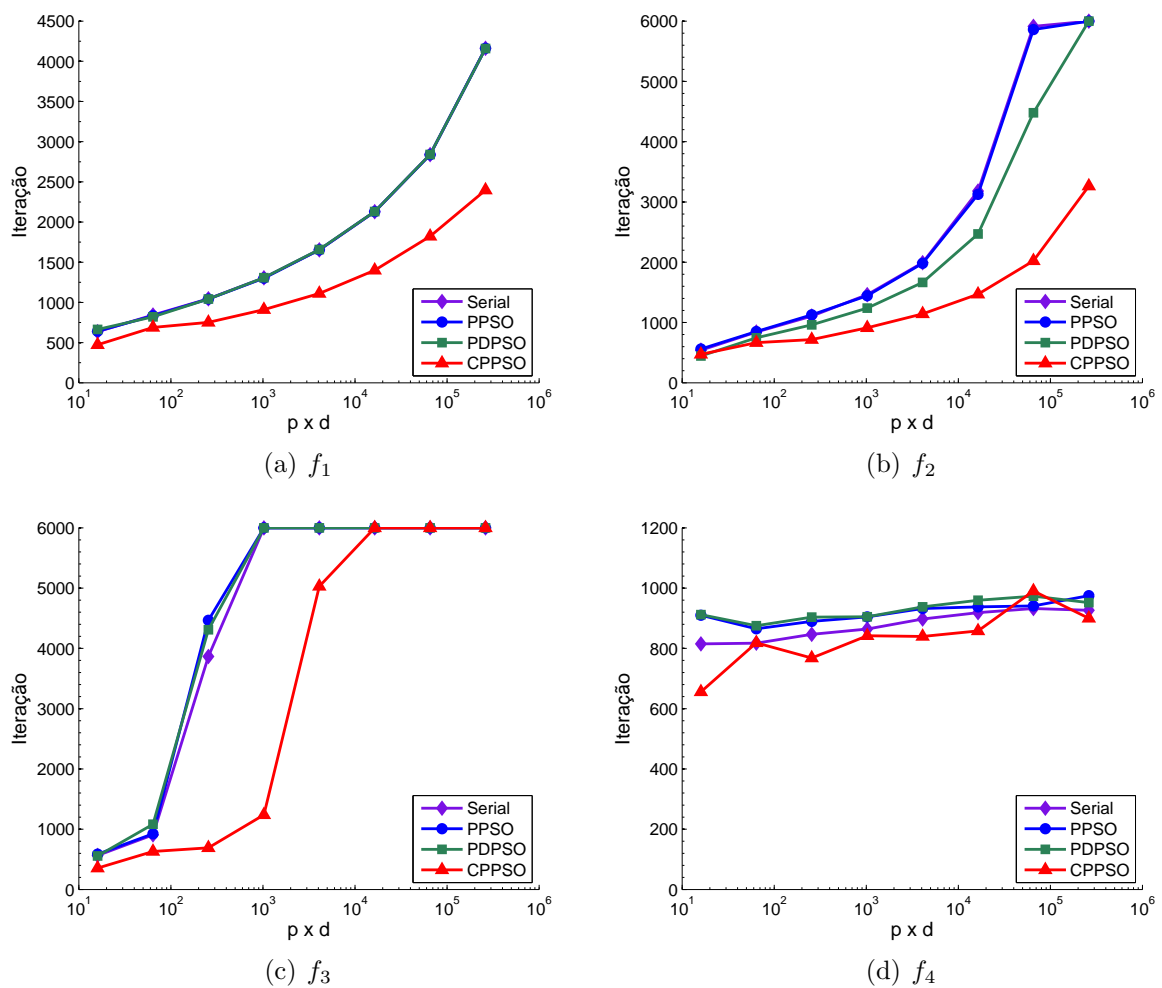 4500
4000
3500
3000
2500
2000
1500
1000
500
0
Iteração
10^1 10^2 10^3 10^4 10^5 10^6
p x d
Serial
PPSO
PDPSO
CPPSO
(a) f_1
6000
5000
4000
3000
2000
1000
0
Iteração
10^1 10^2 10^3 10^4 10^5 10^6
p x d
Serial
PPSO
PDPSO
CPPSO
(b) f_2
6000
5000
4000
3000
2000
1000
0
Iteração
10^1 10^2 10^3 10^4 10^5 10^6
p x d
Serial
PPSO
PDPSO
CPPSO
(c) f_3
1200
1000
800
600
400
200
0
Iteração
10^1 10^2 10^3 10^4 10^5 10^6
p x d
Serial
PPSO
PDPSO
CPPSO
(d) f_4